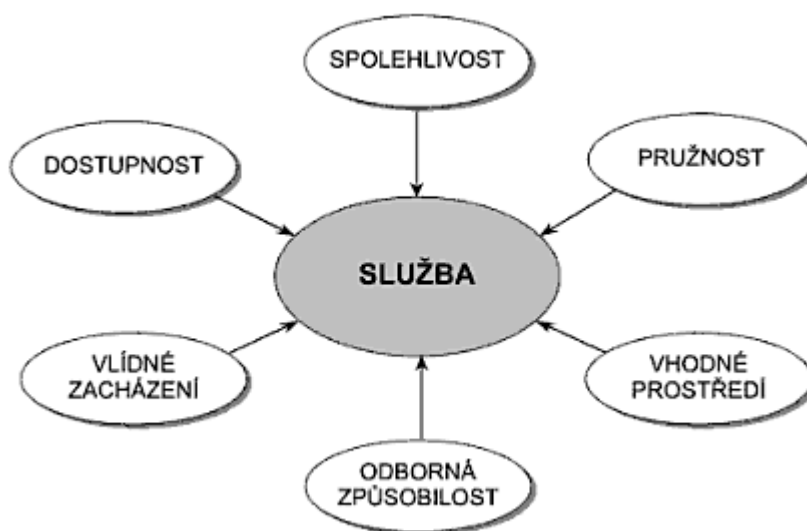 SPOLEHLIVOST
DOSTUPNOST
PRUŽNOST
SLUŽBA
VLÍDNÉ
ZACHÁZENÍ
VHODNÉ
PROSTŘEDÍ
ODBORNÁ
ZPŮSOBILOST